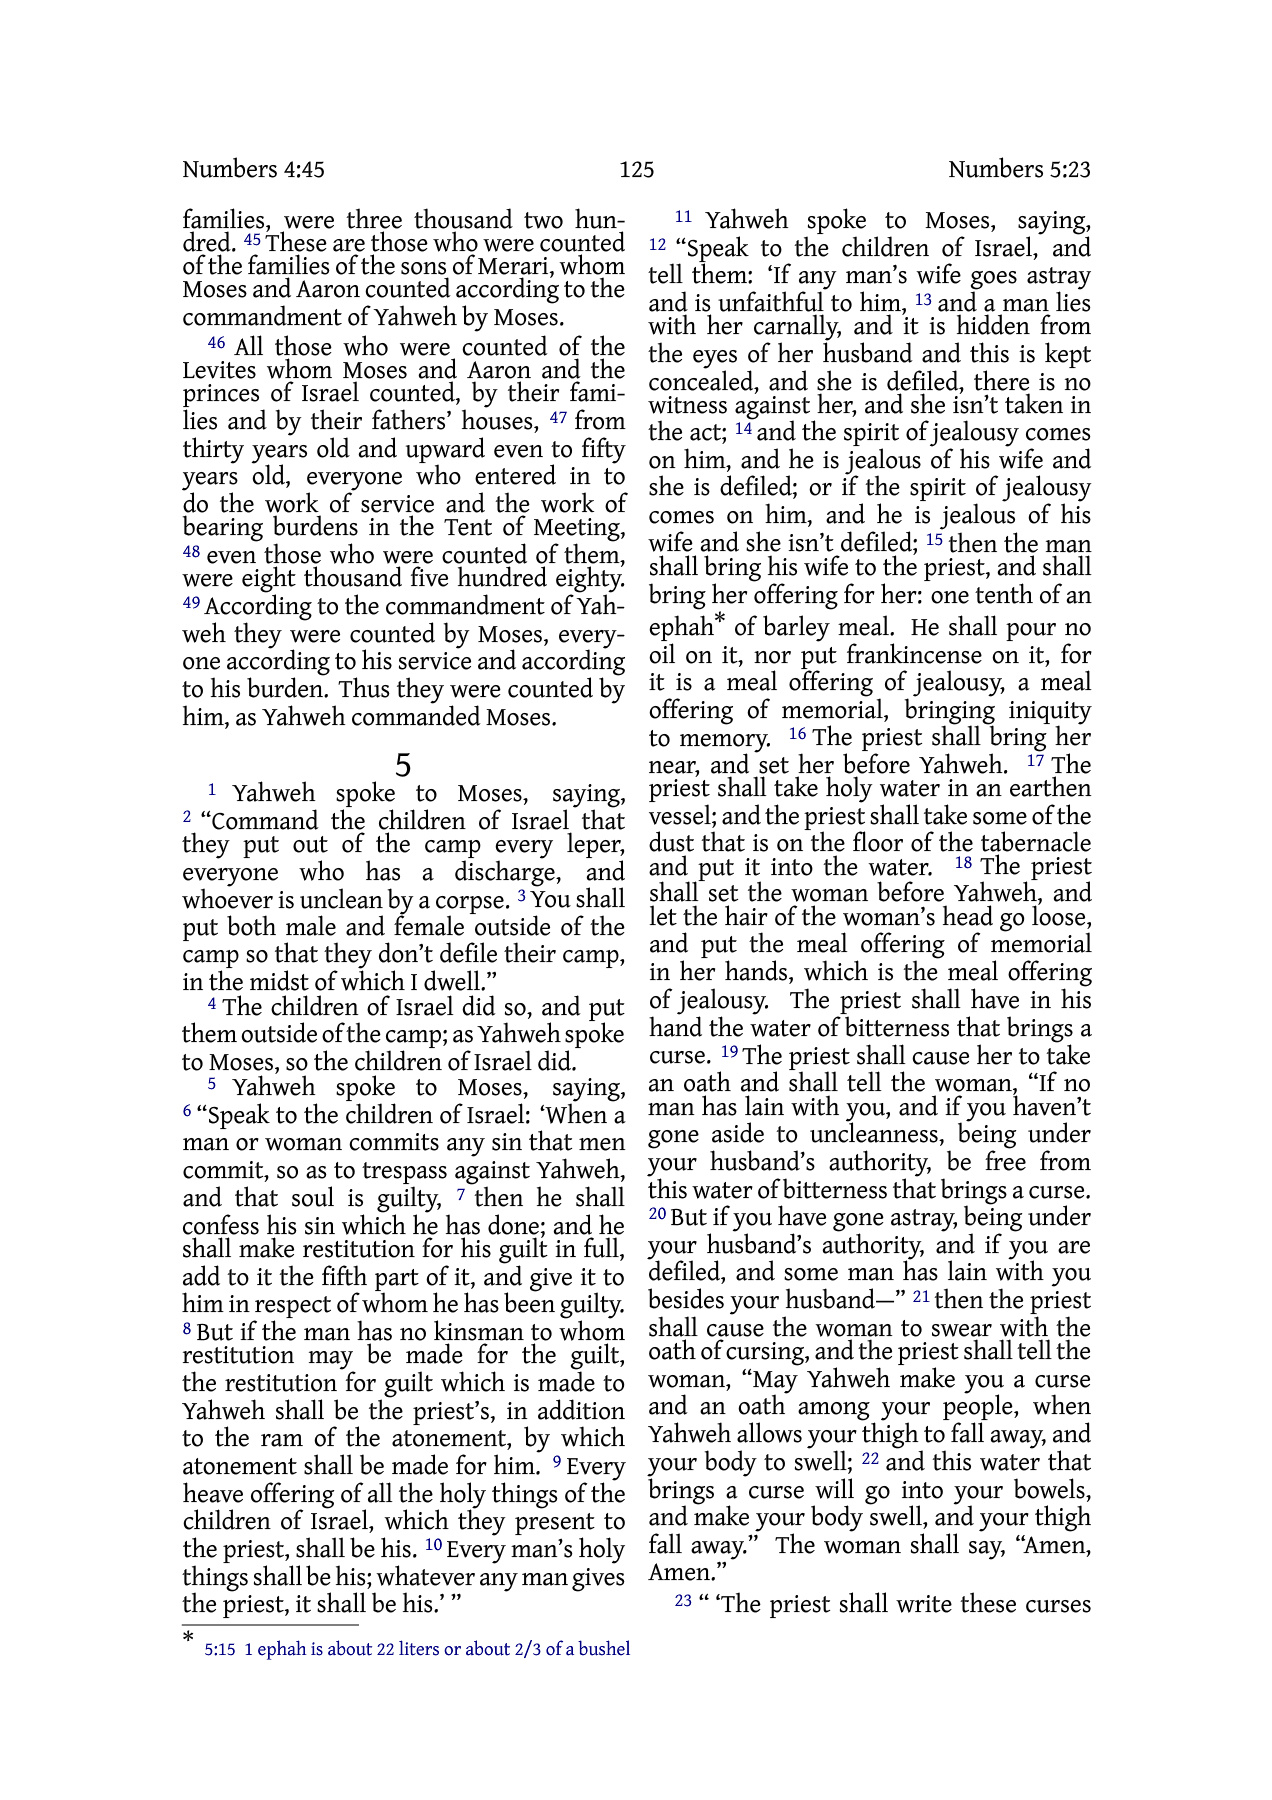 Numbers 4:45 125 Numbers 5:23
families, were three thousand two hun-
dred. 45 These are those who were counted
of the families of the sons of Merari, whom
Moses and Aaron counted according to the
commandment of Yahweh by Moses.
46 All those who were counted of the
Levites whom Moses and Aaron and the
princes of Israel counted, by their fami-
lies and by their fathers’ houses, 47 from
thirty years old and upward even to fifty
years old, everyone who entered in to
do the work of service and the work of
bearing burdens in the Tent of Meeting,
48 even those who were counted of them,
were eight thousand five hundred eighty.
49 According to the commandment of Yah-
weh they were counted by Moses, every-
one according to his service and according
to his burden. Thus they were counted by
him, as Yahweh commanded Moses.
5
1 Yahweh spoke to Moses, saying,
2 “Command the children of Israel that
they put out of the camp every leper,
everyone who has a discharge, and
whoever is unclean by a corpse. 3 You shall
put both male and female outside of the
camp so that they don’t defile their camp,
in the midst of which I dwell.”
4 The children of Israel did so, and put
them outside of the camp; as Yahweh spoke
to Moses, so the children of Israel did.
5 Yahweh spoke to Moses, saying,
6 “Speak to the children of Israel: ‘When a
man or woman commits any sin that men
commit, so as to trespass against Yahweh,
and that soul is guilty, 7 then he shall
confess his sin which he has done; and he
shall make restitution for his guilt in full,
add to it the fifth part of it, and give it to
him in respect of whom he has been guilty.
8 But if the man has no kinsman to whom
restitution may be made for the guilt,
the restitution for guilt which is made to
Yahweh shall be the priest’s, in addition
to the ram of the atonement, by which
atonement shall be made for him. 9 Every
heave offering of all the holy things of the
children of Israel, which they present to
the priest, shall be his. 10 Every man’s holy
things shall be his; whatever any man gives
the priest, it shall be his.’ ”
11 Yahweh spoke to Moses, saying,
12 “Speak to the children of Israel, and
tell them: ‘If any man’s wife goes astray
and is unfaithful to him, 13 and a man lies
with her carnally, and it is hidden from
the eyes of her husband and this is kept
concealed, and she is defiled, there is no
witness against her, and she isn’t taken in
the act; 14 and the spirit of jealousy comes
on him, and he is jealous of his wife and
she is defiled; or if the spirit of jealousy
comes on him, and he is jealous of his
wife and she isn’t defiled; 15 then the man
shall bring his wife to the priest, and shall
bring her offering for her: one tenth of an
ephah* of barley meal. He shall pour no
oil on it, nor put frankincense on it, for
it is a meal offering of jealousy, a meal
offering of memorial, bringing iniquity
to memory. 16 The priest shall bring her
near, and set her before Yahweh. 17 The
priest shall take holy water in an earthen
vessel; and the priest shall take some of the
dust that is on the floor of the tabernacle
and put it into the water. 18 The priest
shall set the woman before Yahweh, and
let the hair of the woman’s head go loose,
and put the meal offering of memorial
in her hands, which is the meal offering
of jealousy. The priest shall have in his
hand the water of bitterness that brings a
curse. 19 The priest shall cause her to take
an oath and shall tell the woman, “If no
man has lain with you, and if you haven’t
gone aside to uncleanness, being under
your husband’s authority, be free from
this water of bitterness that brings a curse.
20 But if you have gone astray, being under
your husband’s authority, and if you are
defiled, and some man has lain with you
besides your husband—” 21 then the priest
shall cause the woman to swear with the
oath of cursing, and the priest shall tell the
woman, “May Yahweh make you a curse
and an oath among your people, when
Yahweh allows your thigh to fall away, and
your body to swell; 22 and this water that
brings a curse will go into your bowels,
and make your body swell, and your thigh
fall away.” The woman shall say, “Amen,
Amen.”
23 “ ‘The priest shall write these curses
* 5:15 1 ephah is about 22 liters or about 2/3 of a bushel